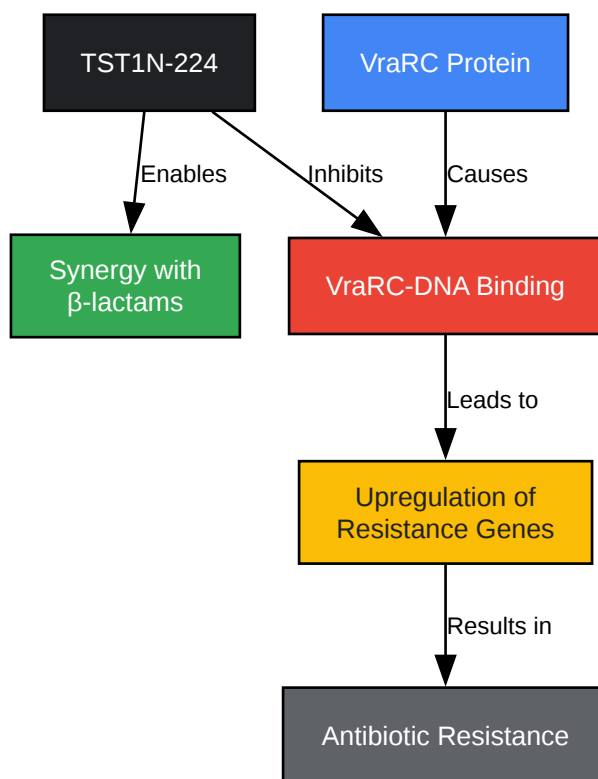 TST1N-224
VraRC Protein
Enables
Inhibits
Causes
Synergy with
β-lactams
VraRC-DNA Binding
Leads to
Upregulation of
Resistance Genes
Results in
Antibiotic Resistance